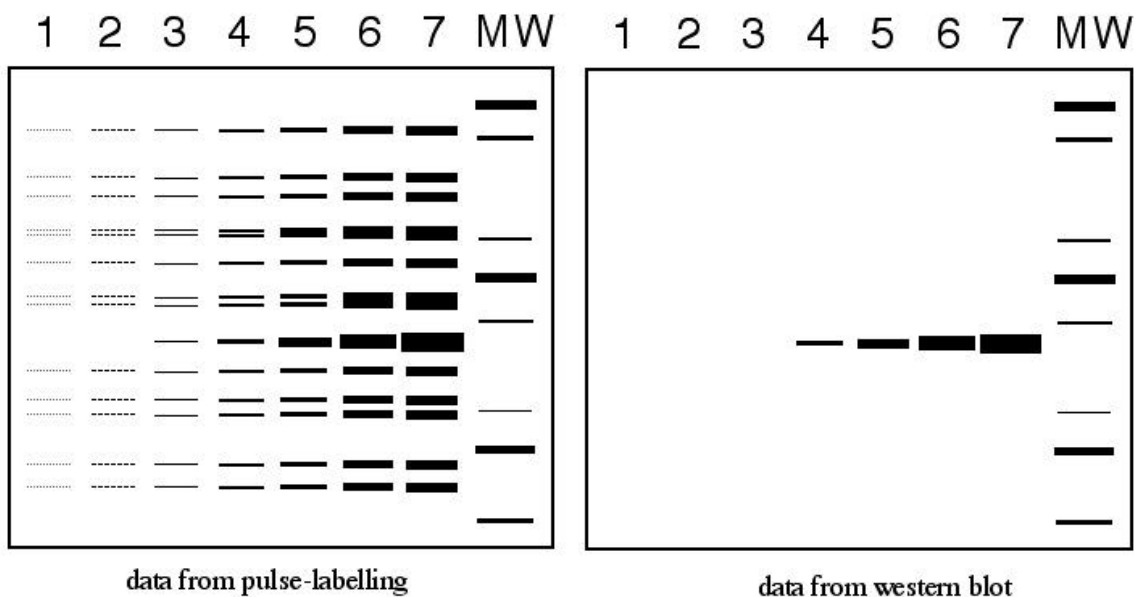 1 2 3 4 5 6 7 MW
1 2 3 4 5 6 7 MW
data from pulse-labelling
data from western blot